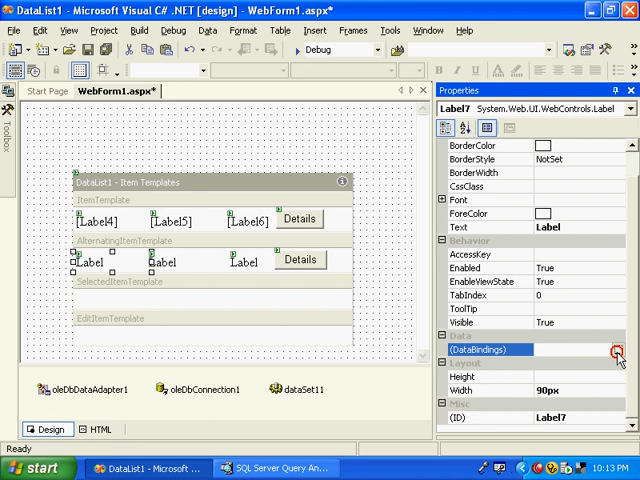 DataList1 - Microsoft Visual C# .NET [design] - WebForm1.aspx*
File Edit View Project Build Debug Data Format Table Insert Frames Tools Window Help
Debug
Start Page WebForm1.aspx*
Toolbox
DataList1 - Item Templates
ItemTemplate
[Label4] [Label5] [Label6] Details
AlternatingItemTemplate
Label Label Label Details
SelectedItemTemplate
EditItemTemplate
oleDbDataAdapter1 oleDbConnection1 dataSet11
Design HTML
Properties
Label7 System.Web.UI.WebControls.Label
BorderColor
BorderStyle NotSet
BorderWidth
CssClass
Font
ForeColor
Text Label
Behavior
AccessKey
Enabled True
EnableViewState True
TabIndex 0
ToolTip
Visible True
Data
(DataBindings)
Layout
Height
Width 90px
Misc
(ID) Label7
Ready
start DataList1 - Microsoft ... SQL Server Query An... 10:13 PM